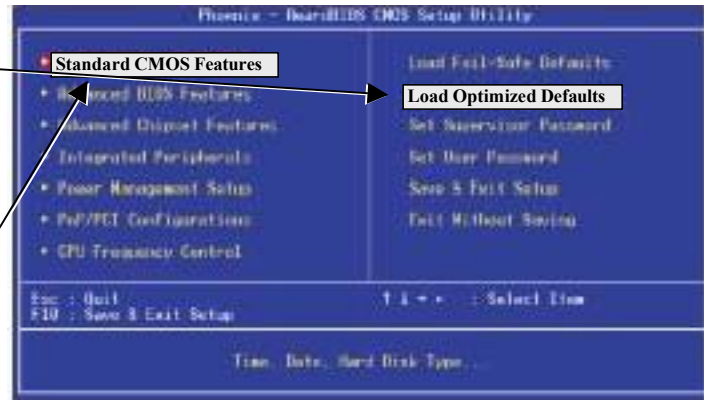 Phoenix - AwardBIOS CMOS Setup Utility
Standard CMOS Features
Advanced BIOS Features
Advanced Chipset Features
Integrated Peripherals
Power Management Setup
PnP/PCI Configurations
CPU Frequency Control
Load Fail-Safe Defaults
Load Optimized Defaults
Set Supervisor Password
Set User Password
Save & Exit Setup
Exit Without Saving
Esc : Quit
F10 : Save & Exit Setup
↑ ↓ → ← : Select Item
Time, Date, Hard Disk Type...